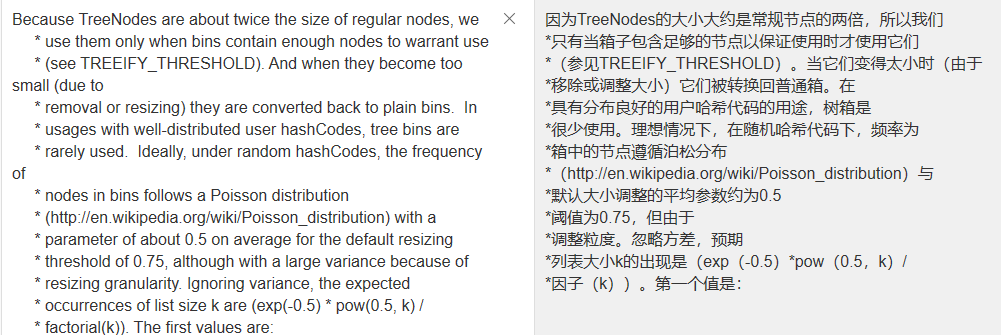 Because TreeNodes are about twice the size of regular nodes, we
* use them only when bins contain enough nodes to warrant use
* (see TREEIFY_THRESHOLD). And when they become too
small (due to
* removal or resizing) they are converted back to plain bins.  In
* usages with well-distributed user hashCodes, tree bins are
* rarely used.  Ideally, under random hashCodes, the frequency
of
* nodes in bins follows a Poisson distribution
* (http://en.wikipedia.org/wiki/Poisson_distribution) with a
* parameter of about 0.5 on average for the default resizing
* threshold of 0.75, although with a large variance because of
* resizing granularity. Ignoring variance, the expected
* occurrences of list size k are (exp(-0.5) * pow(0.5, k) /
* factorial(k)). The first values are:
因为TreeNodes的大小大约是常规节点的两倍，所以我们
*只有当箱子包含足够的节点以保证使用时才使用它们
*（参见TREEIFY_THRESHOLD）。当它们变得太小时（由于
*移除或调整大小）它们被转换回普通箱。在
*具有分布良好的用户哈希代码的用途，树箱是
*很少使用。理想情况下，在随机哈希代码下，频率为
*箱中的节点遵循泊松分布
*（http://en.wikipedia.org/wiki/Poisson_distribution）与
*默认大小调整的平均参数约为0.5
*阈值为0.75，但由于
*调整粒度。忽略方差，预期
*列表大小k的出现是（exp（-0.5）*pow（0.5，k）/
*因子（k））。第一个值是：